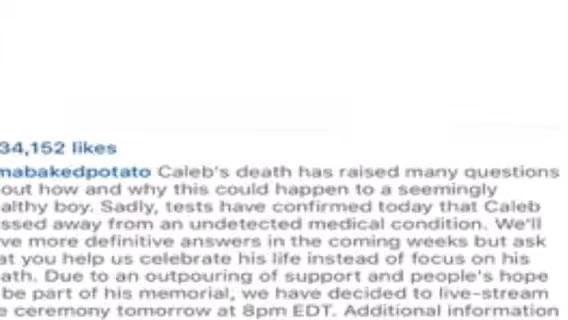 34,152 likes
mabakedpotato Caleb's death has raised many questions
out how and why this could happen to a seemingly
althy boy. Sadly, tests have confirmed today that Caleb
ssed away from an undetected medical condition. We'll
ve more definitive answers in the coming weeks but ask
at you help us celebrate his life instead of focus on his
ath. Due to an outpouring of support and people's hope
be part of his memorial, we have decided to live-stream
e ceremony tomorrow at 8pm EDT. Additional information